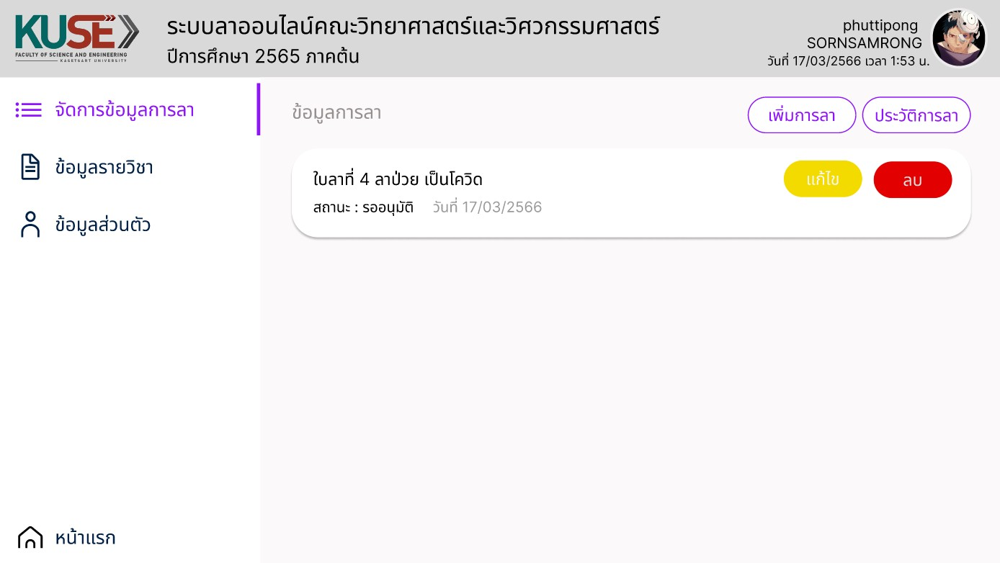 KUSE
FACULTY OF SCIENCE AND ENGINEERING
KASETSART UNIVERSITY
ระบบลาออนไลน์คณะวิทยาศาสตร์และวิศวกรรมศาสตร์
ปีการศึกษา 2565 ภาคต้น
phuttipong
SORNSAMRONG
วันที่ 17/03/2566 เวลา 1:53 น.
จัดการข้อมูลการลา
ข้อมูลรายวิชา
ข้อมูลส่วนตัว
หน้าแรก
ข้อมูลการลา
เพิ่มการลา
ประวัติการลา
ใบลาที่ 4 ลาป่วย เป็นโควิด
สถานะ : รออนุมัติ วันที่ 17/03/2566
แก้ไข
ลบ